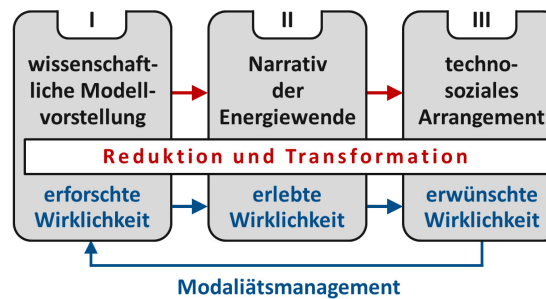 I
wissenschaft-
liche Modell-
vorstellung
II
Narrativ
der
Energiewende
III
techno-
soziales
Arrangement
Reduktion und Transformation
erforschte
Wirklichkeit
erlebte
Wirklichkeit
erwünschte
Wirklichkeit
Modaliätsmanagement